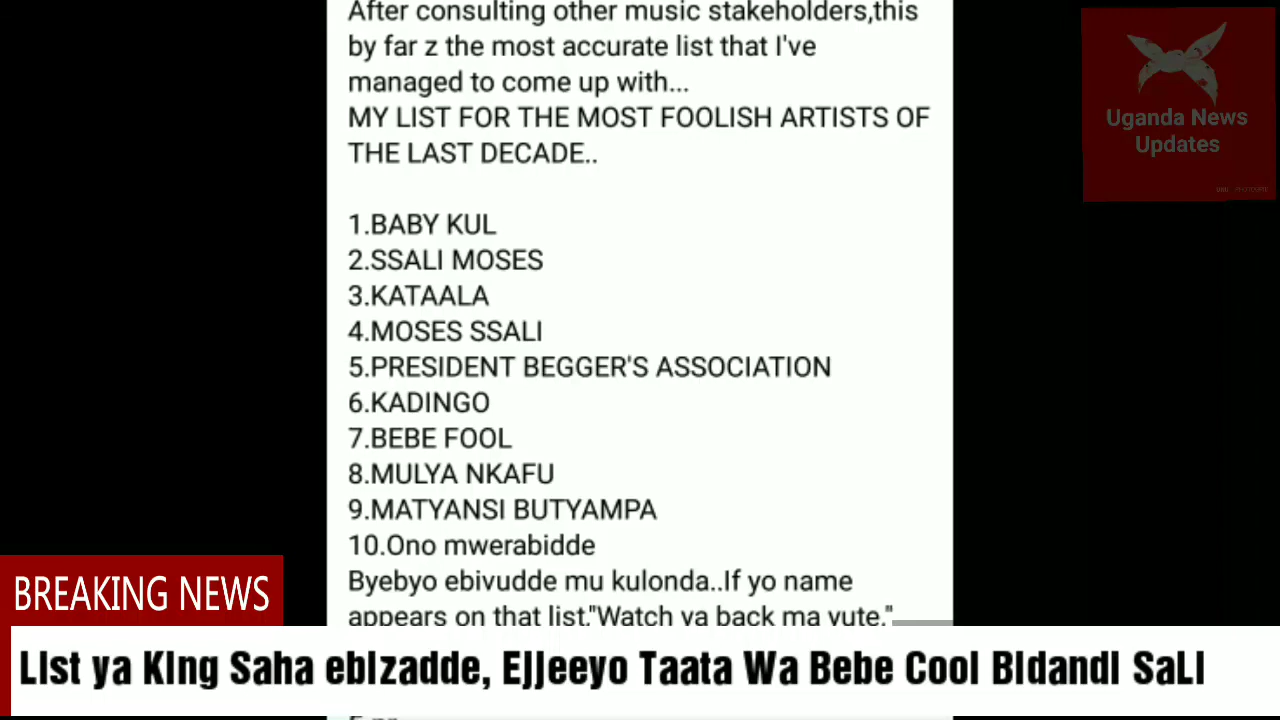 After consulting other music stakeholders,this
by far z the most accurate list that I've
managed to come up with...
MY LIST FOR THE MOST FOOLISH ARTISTS OF
THE LAST DECADE..
1.BABY KUL
2.SSALI MOSES
3.KATAALA
4.MOSES SSALI
5.PRESIDENT BEGGER'S ASSOCIATION
6.KADINGO
7.BEBE FOOL
8.MULYA NKAFU
9.MATYANSI BUTYAMPA
10.Ono mwerabidde
Byebyo ebivudde mu kulonda..If yo name
appears on that list,"Watch ya back ma yute."
Uganda News
Updates
BREAKING NEWS
LIst ya KIng Saha ebIzadde, EJJeeyo Taata Wa Bebe Cool BIdandI SaLI